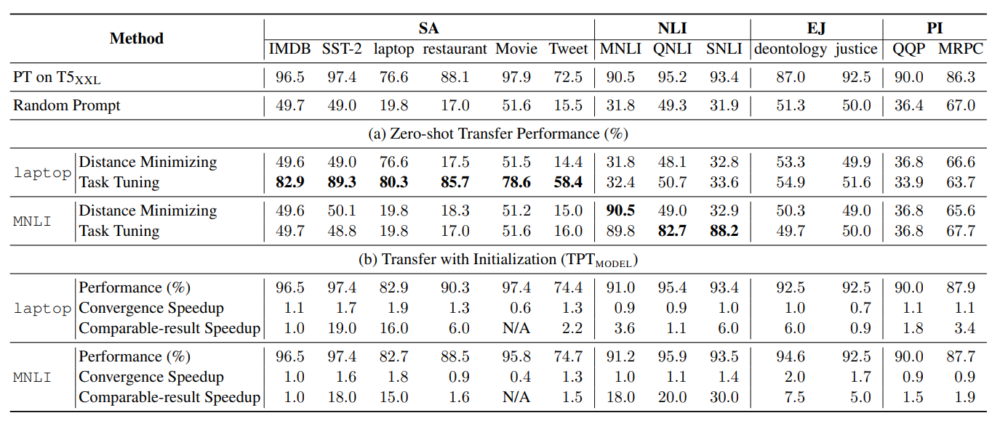 Method SA NLI EJ PI
IMDB SST-2 laptop restaurant Movie Tweet MNLI QNLI SNLI deontology justice QQP MRPC
PT on T5XXL 96.5 97.4 76.6 88.1 97.9 72.5 90.5 95.2 93.4 87.0 92.5 90.0 86.3
Random Prompt 49.7 49.0 19.8 17.0 51.6 15.5 31.8 49.3 31.9 51.3 50.0 36.4 67.0
(a) Zero-shot Transfer Performance (%)
laptop Distance Minimizing 49.6 49.0 76.6 17.5 51.5 14.4 31.8 48.1 32.8 53.3 49.9 36.8 66.6
Task Tuning 82.9 89.3 80.3 85.7 78.6 58.4 32.4 50.7 33.6 54.9 51.6 33.9 63.7
MNLI Distance Minimizing 49.6 50.1 19.8 18.3 51.2 15.0 90.5 49.0 32.9 50.3 49.0 36.8 65.6
Task Tuning 49.7 48.8 19.8 17.0 51.6 16.0 89.8 82.7 88.2 49.7 50.0 36.8 67.7
(b) Transfer with Initialization (TPTMODEL)
laptop Performance (%) 96.5 97.4 82.9 90.3 97.4 74.4 91.0 95.4 93.4 92.5 92.5 90.0 87.9
Convergence Speedup 1.1 1.7 1.9 1.3 0.6 1.3 0.9 0.9 1.0 1.0 0.7 1.1 1.1
Comparable-result Speedup 1.0 19.0 16.0 6.0 N/A 2.2 3.6 1.1 6.0 6.0 0.9 1.8 3.4
MNLI Performance (%) 96.5 97.4 82.7 88.5 95.8 74.7 91.2 95.9 93.5 94.6 92.5 90.0 87.7
Convergence Speedup 1.0 1.6 1.8 0.9 0.4 1.3 1.0 1.1 1.4 2.0 1.7 0.9 0.9
Comparable-result Speedup 1.0 18.0 15.0 1.6 N/A 1.5 18.0 20.0 30.0 7.5 5.0 1.5 1.9